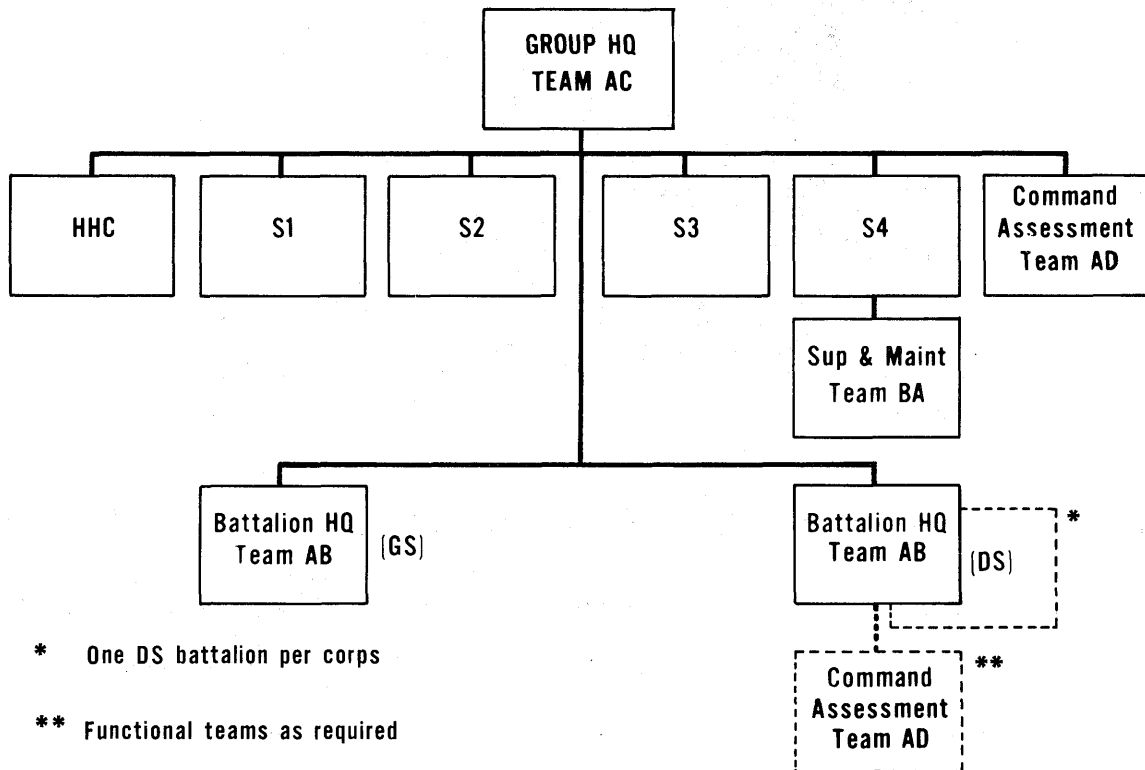 GROUP HQ
TEAM AC
HHC
S1
S2
S3
S4
Command
Assessment
Team AD
Sup & Maint
Team BA
Battalion HQ
Team AB
(GS)
Battalion HQ
Team AB
(DS)
*
* One DS battalion per corps
**
Command
Assessment
Team AD
** Functional teams as required